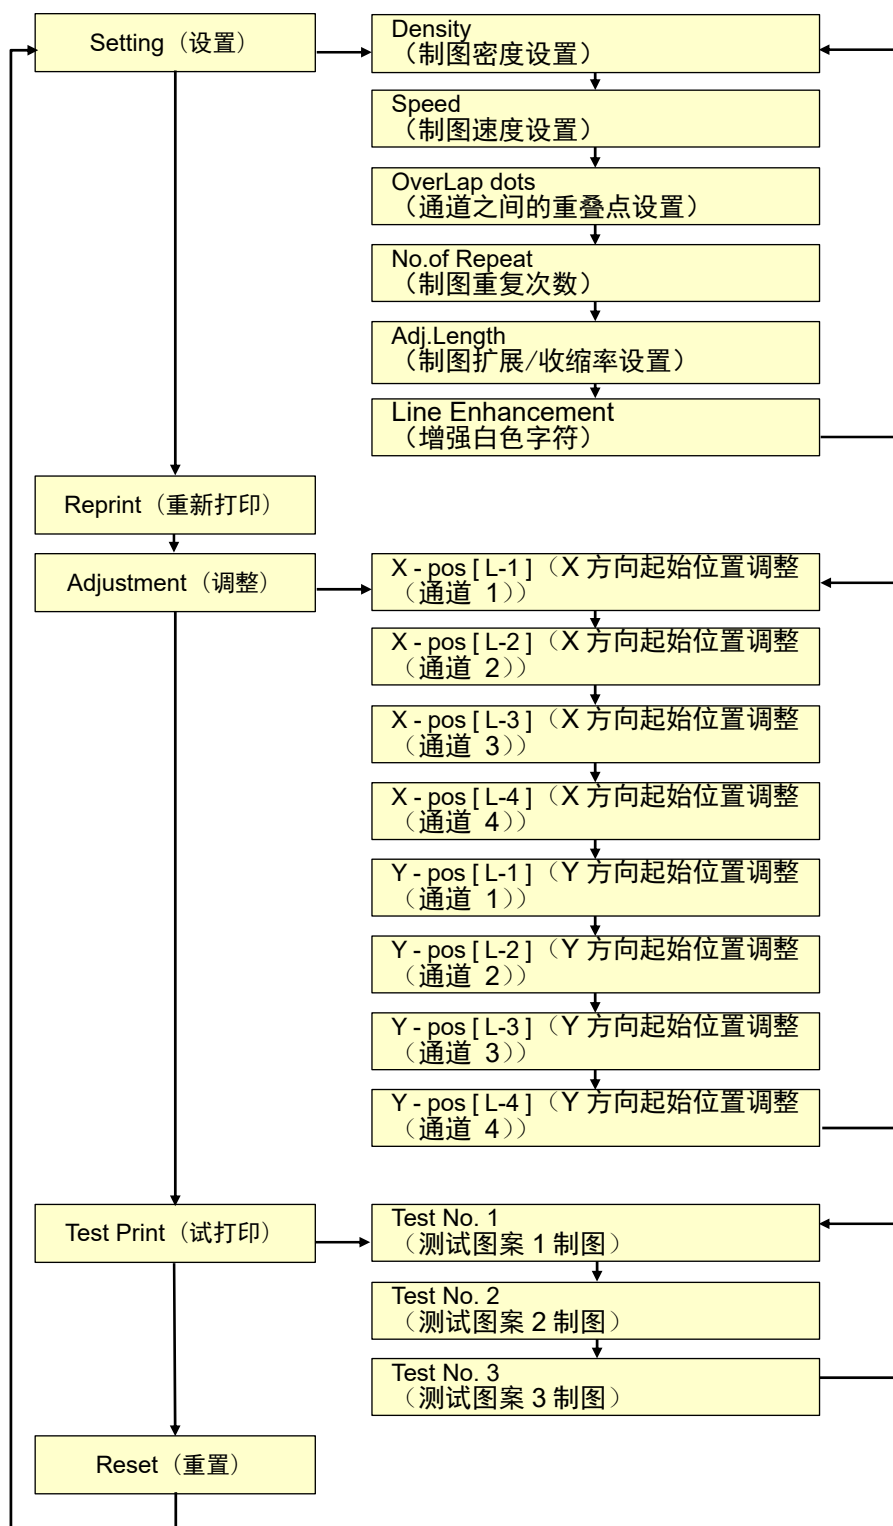 Setting（设置）
Density
（制图密度设置）
Speed
（制图速度设置）
OverLap dots
（通道之间的重叠点设置）
No.of Repeat
（制图重复次数）
Adj.Length
（制图扩展/收缩率设置）
Line Enhancement
（增强白色字符）
Reprint（重新打印）
Adjustment（调整）
X - pos [ L-1 ]（X 方向起始位置调整
（通道 1））
X - pos [ L-2 ]（X 方向起始位置调整
（通道 2））
X - pos [ L-3 ]（X 方向起始位置调整
（通道 3））
X - pos [ L-4 ]（X 方向起始位置调整
（通道 4））
Y - pos [ L-1 ]（Y 方向起始位置调整
（通道 1））
Y - pos [ L-2 ]（Y 方向起始位置调整
（通道 2））
Y - pos [ L-3 ]（Y 方向起始位置调整
（通道 3））
Y - pos [ L-4 ]（Y 方向起始位置调整
（通道 4））
Test Print（试打印）
Test No. 1
（测试图案 1 制图）
Test No. 2
（测试图案 2 制图）
Test No. 3
（测试图案 3 制图）
Reset（重置）